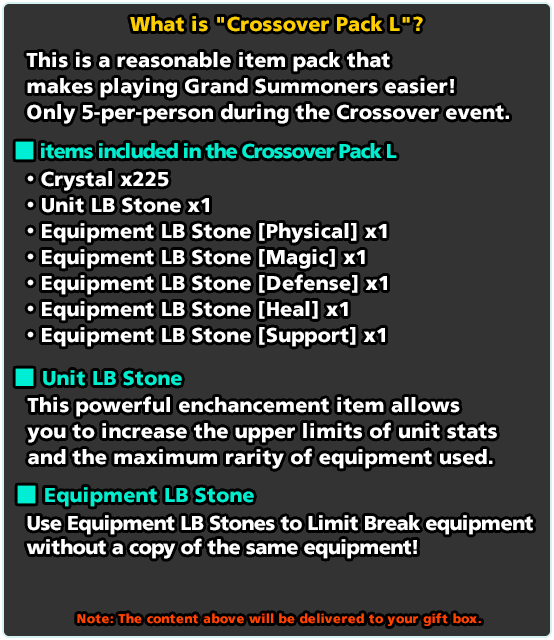 What is "Crossover Pack L"?
This is a reasonable item pack that
makes playing Grand Summoners easier!
Only 5-per-person during the Crossover event.
■ items included in the Crossover Pack L
• Crystal x225
• Unit LB Stone x1
• Equipment LB Stone [Physical] x1
• Equipment LB Stone [Magic] x1
• Equipment LB Stone [Defense] x1
• Equipment LB Stone [Heal] x1
• Equipment LB Stone [Support] x1
■ Unit LB Stone
This powerful enchancement item allows
you to increase the upper limits of unit stats
and the maximum rarity of equipment used.
■ Equipment LB Stone
Use Equipment LB Stones to Limit Break equipment
without a copy of the same equipment!
Note: The content above will be delivered to your gift box.